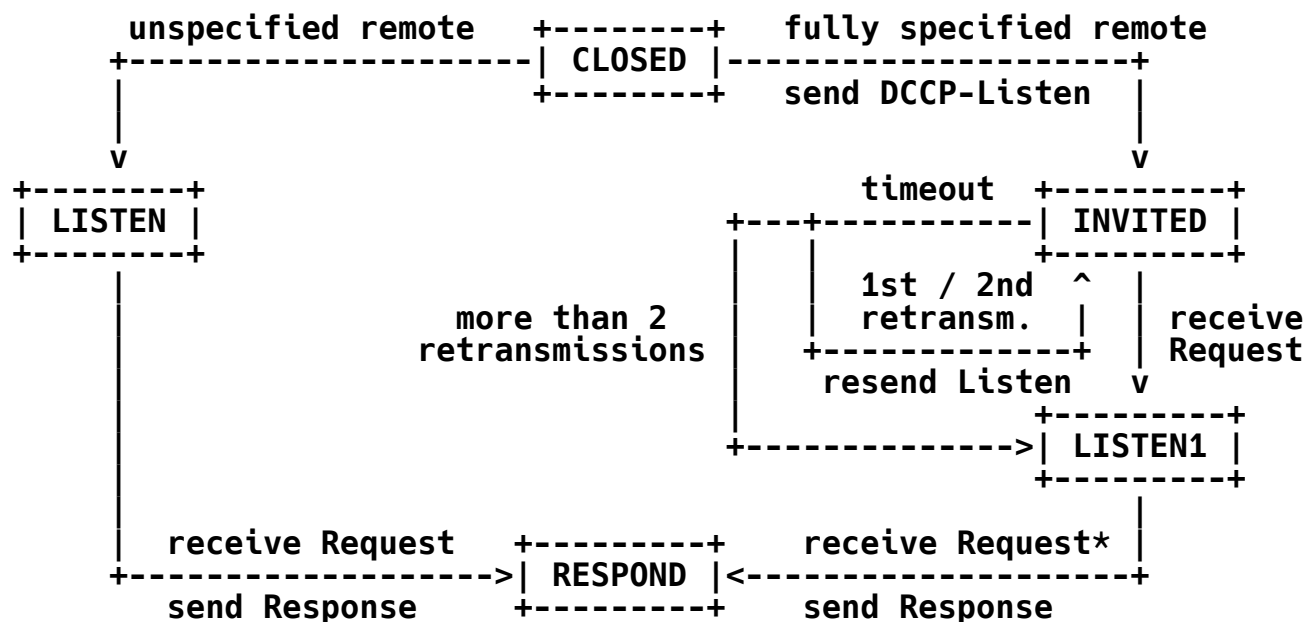 unspecified remote +--------+ fully specified remote
+---------------------| CLOSED |---------------------+
| +--------+ send DCCP-Listen |
| |
v v
+--------+ timeout +---------+
| LISTEN | +---+-----------| INVITED |
+--------+ | | +---------+
| | | 1st / 2nd ^ |
| more than 2 | | retransm. | | receive
| retransmissions | +-------------+ | Request
| | resend Listen v
| | +---------+
| +-------------->| LISTEN1 |
| +---------+
| |
| receive Request +---------+ receive Request* |
+------------------->| RESPOND |<--------------------+
send Response +---------+ send Response